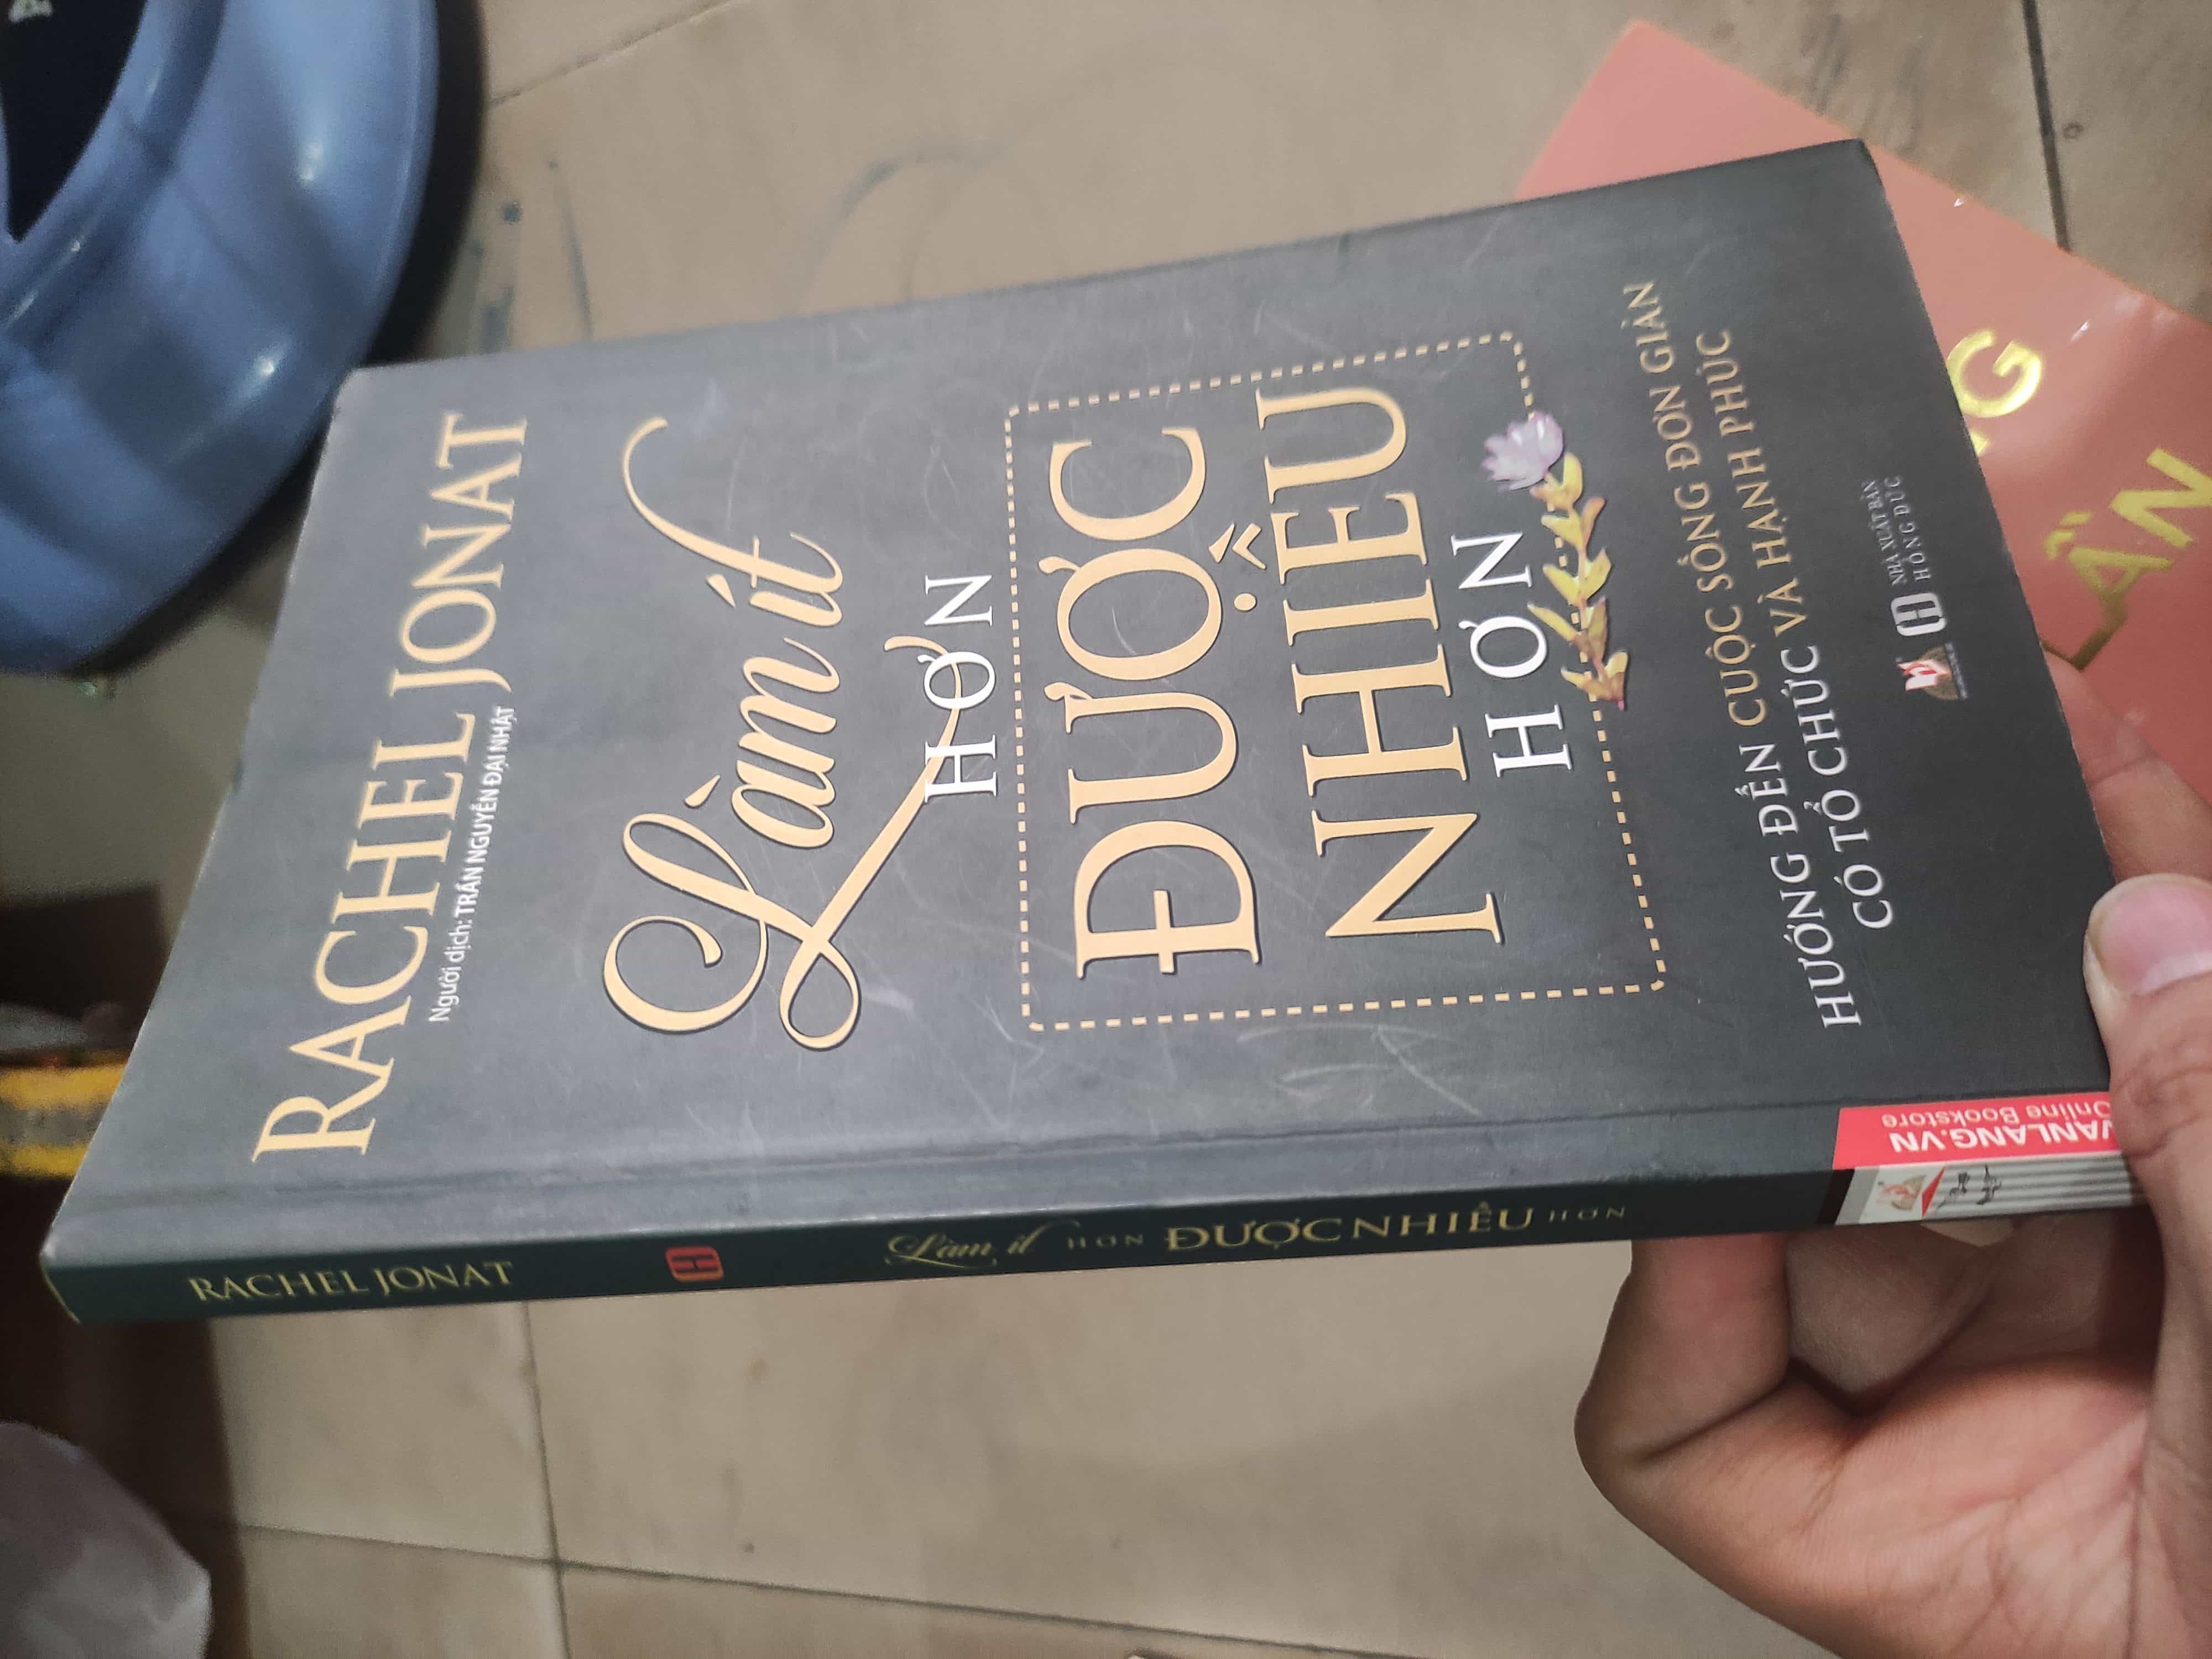 RACHEL JONAT
Người dịch: TRẦN NGUYỄN ĐẠI NHẬT
Làm ít
HƠN
ĐƯỢC
NHIỀU
HƠN
HƯỚNG ĐẾN CUỘC SỐNG ĐƠN GIẢN
CÓ TỔ CHỨC VÀ HẠNH PHÚC
NHÀ XUẤT BẢN
HỒNG ĐỨC
RACHEL JONAT
Làm ít HƠN ĐƯỢC NHIỀU HƠN
VANLANG.VN
Online Bookstore
G
LẦN